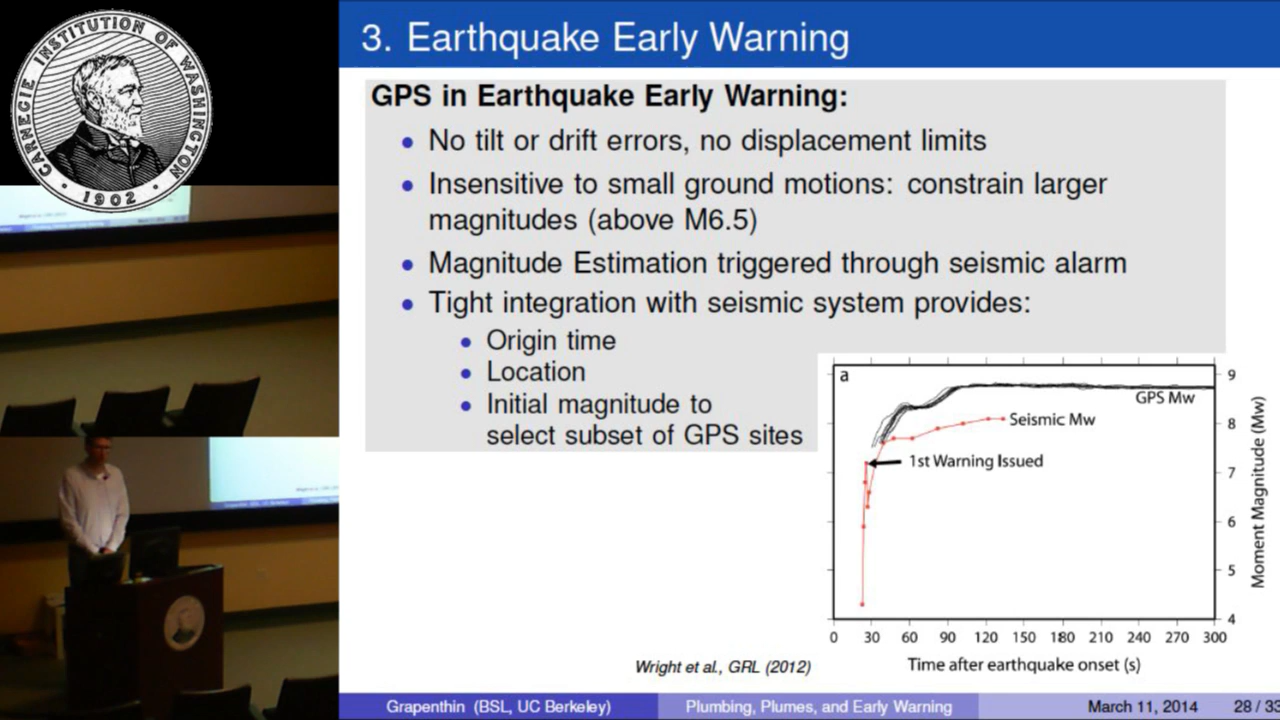 CARNEGIE INSTITUTION OF WASHINGTON
1902
3. Earthquake Early Warning
GPS in Earthquake Early Warning:
• No tilt or drift errors, no displacement limits
• Insensitive to small ground motions: constrain larger
magnitudes (above M6.5)
• Magnitude Estimation triggered through seismic alarm
• Tight integration with seismic system provides:
• Origin time
• Location
• Initial magnitude to
select subset of GPS sites
a
GPS Mw
Seismic Mw
1st Warning Issued
9
8
7
6
5
4
Moment Magnitude (Mw)
0 30 60 90 120 150 180 210 240 270 300
Time after earthquake onset (s)
Wright et al., GRL (2012)
Grapenthin (BSL, UC Berkeley) Plumbing, Plumes, and Early Warning March 11, 2014 28 / 33